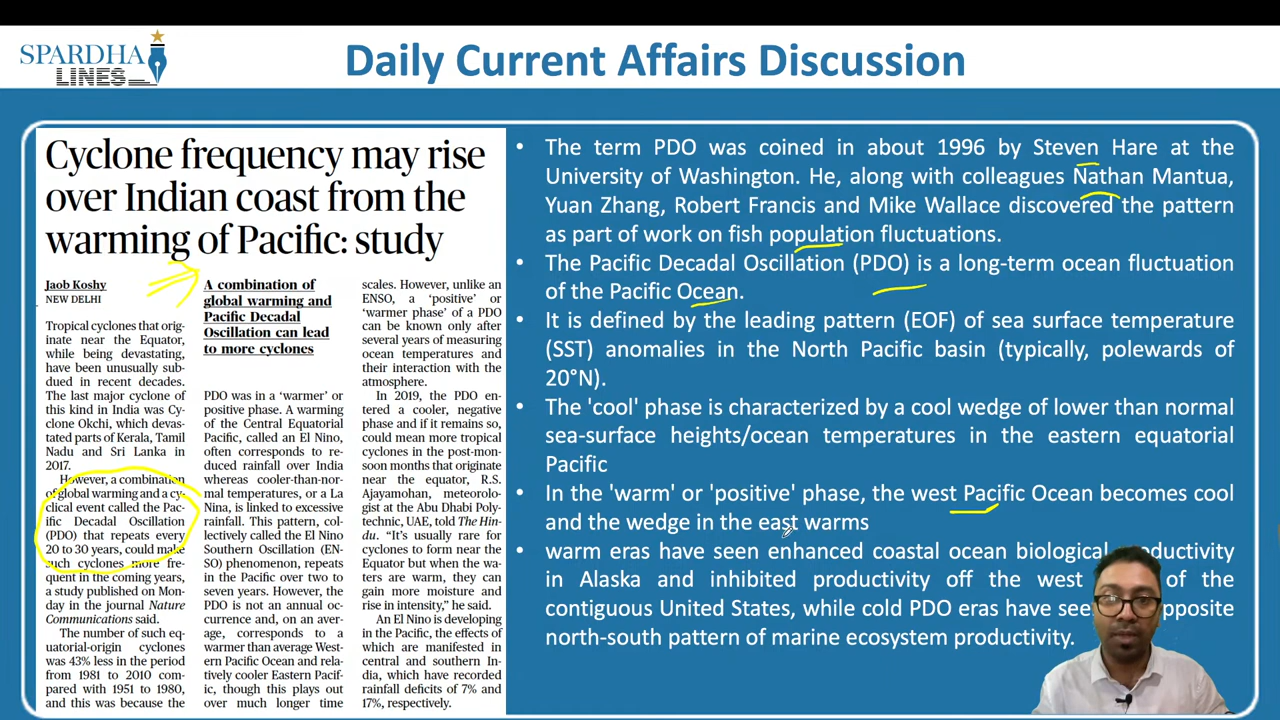 SPARDHA
LINES
Daily Current Affairs Discussion
Cyclone frequency may rise
over Indian coast from the
warming of Pacific: study
Jaob Koshy
NEW DELHI
Tropical cyclones that orig-
inate near the Equator,
while being devastating,
have been unusually sub-
dued in recent decades.
The last major cyclone of
this kind in India was Cy-
clone Okchi, which devas-
tated parts of Kerala, Tamil
Nadu and Sri Lanka in
2017.
However, a combination
of global warming and a cy-
clical event called the Pac-
ific Decadal Oscillation
(PDO) that repeats every
20 to 30 years, could make
such cyclones more fre-
quent in the coming years,
a study published on Mon-
day in the journal Nature
Communications said.
The number of such eq-
uatorial-origin cyclones
was 43% less in the period
from 1981 to 2010 com-
pared with 1951 to 1980,
and this was because the
A combination of
global warming and
Pacific Decadal
Oscillation can lead
to more cyclones
PDO was in a ‘warmer’ or
positive phase. A warming
of the Central Equatorial
Pacific, called an El Nino,
often corresponds to re-
duced rainfall over India
whereas cooler-than-nor-
mal temperatures, or a La
Nina, is linked to excessive
rainfall. This pattern, col-
lectively called the El Nino
Southern Oscillation (EN-
SO) phenomenon, repeats
in the Pacific over two to
seven years. However, the
PDO is not an annual oc-
currence and, on an aver-
age, corresponds to a
warmer than average West-
ern Pacific Ocean and rela-
tively cooler Eastern Pacif-
ic, though this plays out
over much longer time
scales. However, unlike an
ENSO, a ‘positive’ or
‘warmer phase’ of a PDO
can be known only after
several years of measuring
ocean temperatures and
their interaction with the
atmosphere.
In 2019, the PDO en-
tered a cooler, negative
phase and if it remains so,
could mean more tropical
cyclones in the post-mon-
soon months that originate
near the equator, R.S.
Ajayamohan, meteorolo-
gist at the Abu Dhabi Poly-
technic, UAE, told The Hin-
du. “It’s usually rare for
cyclones to form near the
Equator but when the wa-
ters are warm, they can
gain more moisture and
rise in intensity,” he said.
An El Nino is developing
in the Pacific, the effects of
which are manifested in
central and southern In-
dia, which have recorded
rainfall deficits of 7% and
17%, respectively.
• The term PDO was coined in about 1996 by Steven Hare at the
University of Washington. He, along with colleagues Nathan Mantua,
Yuan Zhang, Robert Francis and Mike Wallace discovered the pattern
as part of work on fish population fluctuations.
• The Pacific Decadal Oscillation (PDO) is a long-term ocean fluctuation
of the Pacific Ocean.
• It is defined by the leading pattern (EOF) of sea surface temperature
(SST) anomalies in the North Pacific basin (typically, polewards of
20°N).
• The 'cool' phase is characterized by a cool wedge of lower than normal
sea-surface heights/ocean temperatures in the eastern equatorial
Pacific
• In the 'warm' or 'positive' phase, the west Pacific Ocean becomes cool
and the wedge in the east warms
• warm eras have seen enhanced coastal ocean biological
in Alaska and inhibited productivity off the west of the
contiguous United States, while cold PDO eras have
north-south pattern of marine ecosystem productivity.